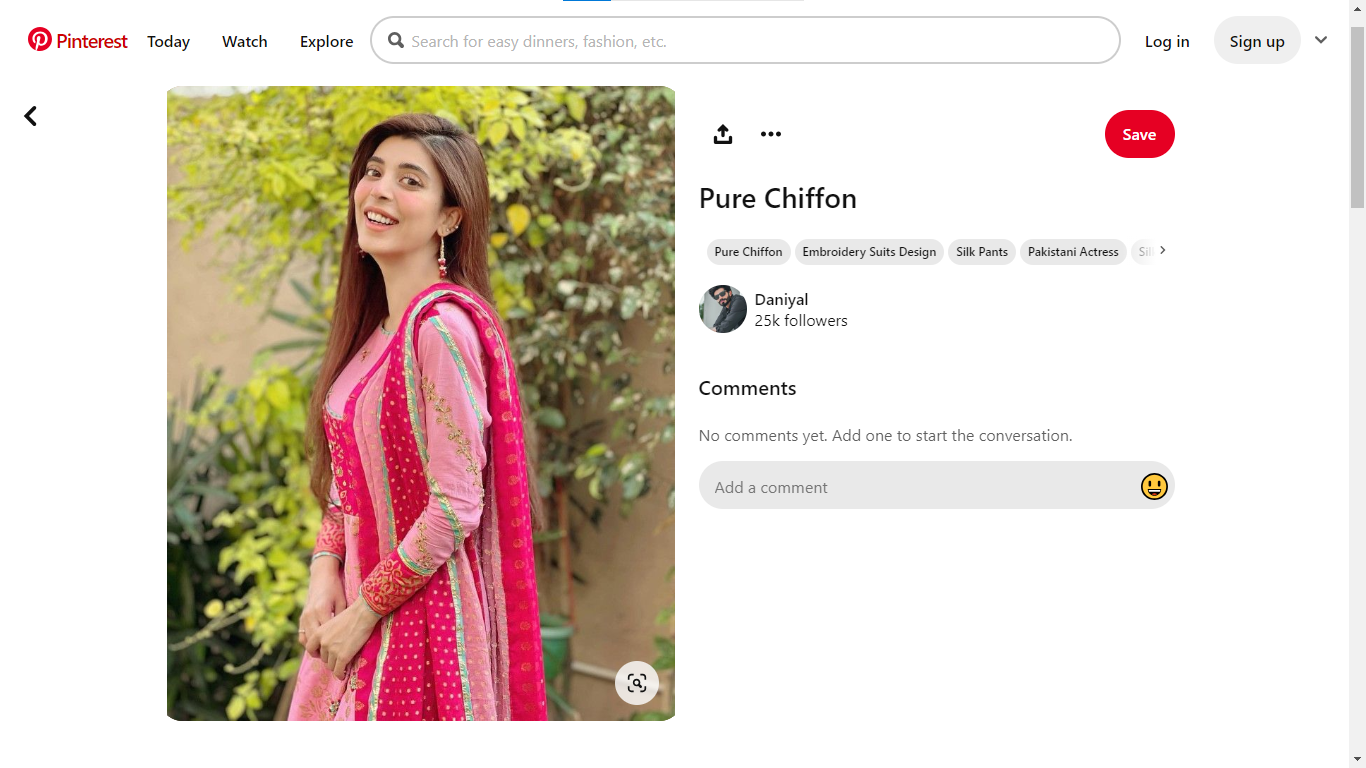 Pinterest Today Watch Explore Search for easy dinners, fashion, etc. Log in Sign up
Save
Pure Chiffon
Pure Chiffon Embroidery Suits Design Silk Pants Pakistani Actress
Daniyal
25k followers
Comments
No comments yet. Add one to start the conversation.
Add a comment